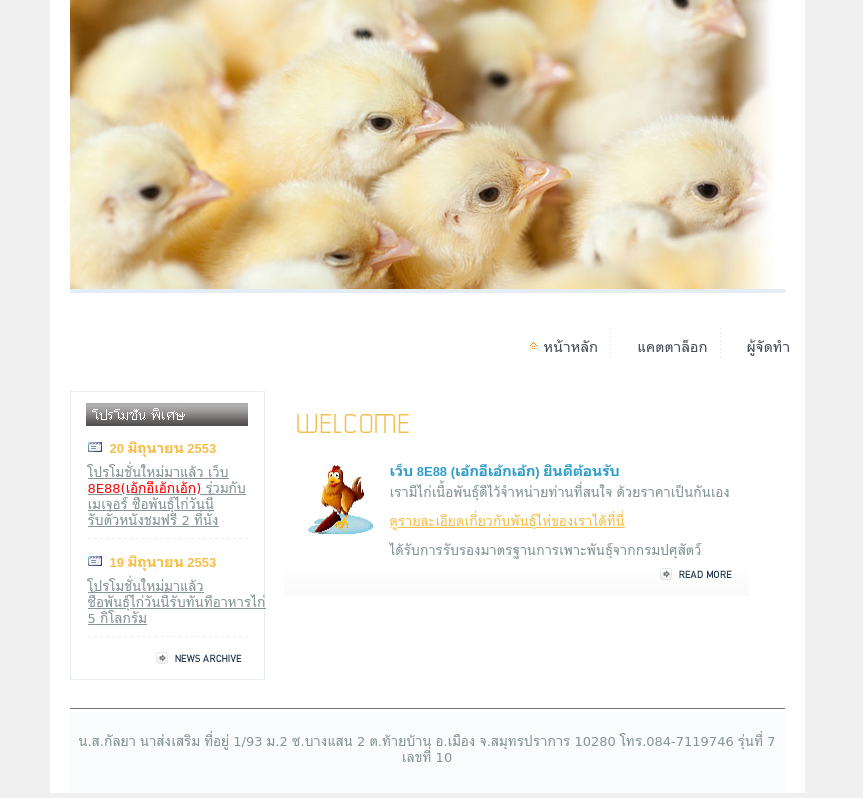 หน้าหลัก
แคตตาล็อก
ผู้จัดทำ
โปรโมชั่น พิเศษ
20 มิถุนายน 2553
โปรโมชั่นใหม่มาแล้ว เว็บ
8E88(เอ้กอีเอ้กเอ้ก) ร่วมกับ
เมเจอร์ ซื้อพันธุ์ไก่วันนี้
รับตัวหนังชมฟรี 2 ที่นั่ง
19 มิถุนายน 2553
โปรโมชั่นใหม่มาแล้ว
ซื้อพันธุ์ไก่วันนี้รับทันทีอาหารไก่
5 กิโลกรัม
NEWS ARCHIVE
WELCOME
เว็บ 8E88 (เอ้กอีเอ้กเอ้ก) ยินดีต้อนรับ
เรามีไก่เนื้อพันธุ์ดีไว้จำหน่ายท่านที่สนใจ ด้วยราคาเป็นกันเอง
ดูรายละเอียดเกี่ยวกับพันธุ์ไห่ของเราได้ที่นี่
ได้รับการรับรองมาตรฐานการเพาะพันธุ์จากกรมปศุสัตว์
READ MORE
น.ส.กัลยา นาส่งเสริม ที่อยู่ 1/93 ม.2 ซ.บางแสน 2 ต.ท้ายบ้าน อ.เมือง จ.สมุทรปราการ 10280 โทร.084-7119746 รุ่นที่ 7
เลขที่ 10